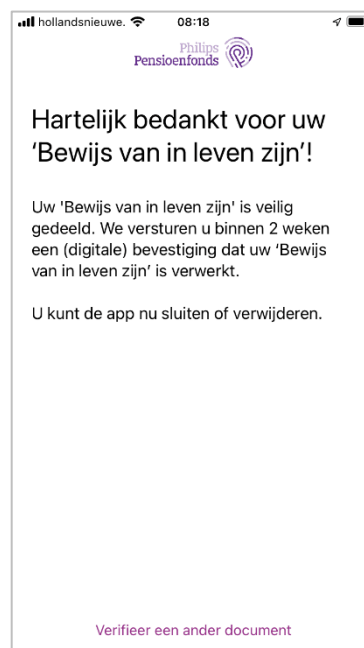 hollandsnieuwe. 08:18
Philips
Pensioenfonds
Hartelijk bedankt voor uw
‘Bewijs van in leven zijn’!
Uw 'Bewijs van in leven zijn' is veilig
gedeeld. We versturen u binnen 2 weken
een (digitale) bevestiging dat uw ‘Bewijs
van in leven zijn’ is verwerkt.
U kunt de app nu sluiten of verwijderen.
Verifieer een ander document